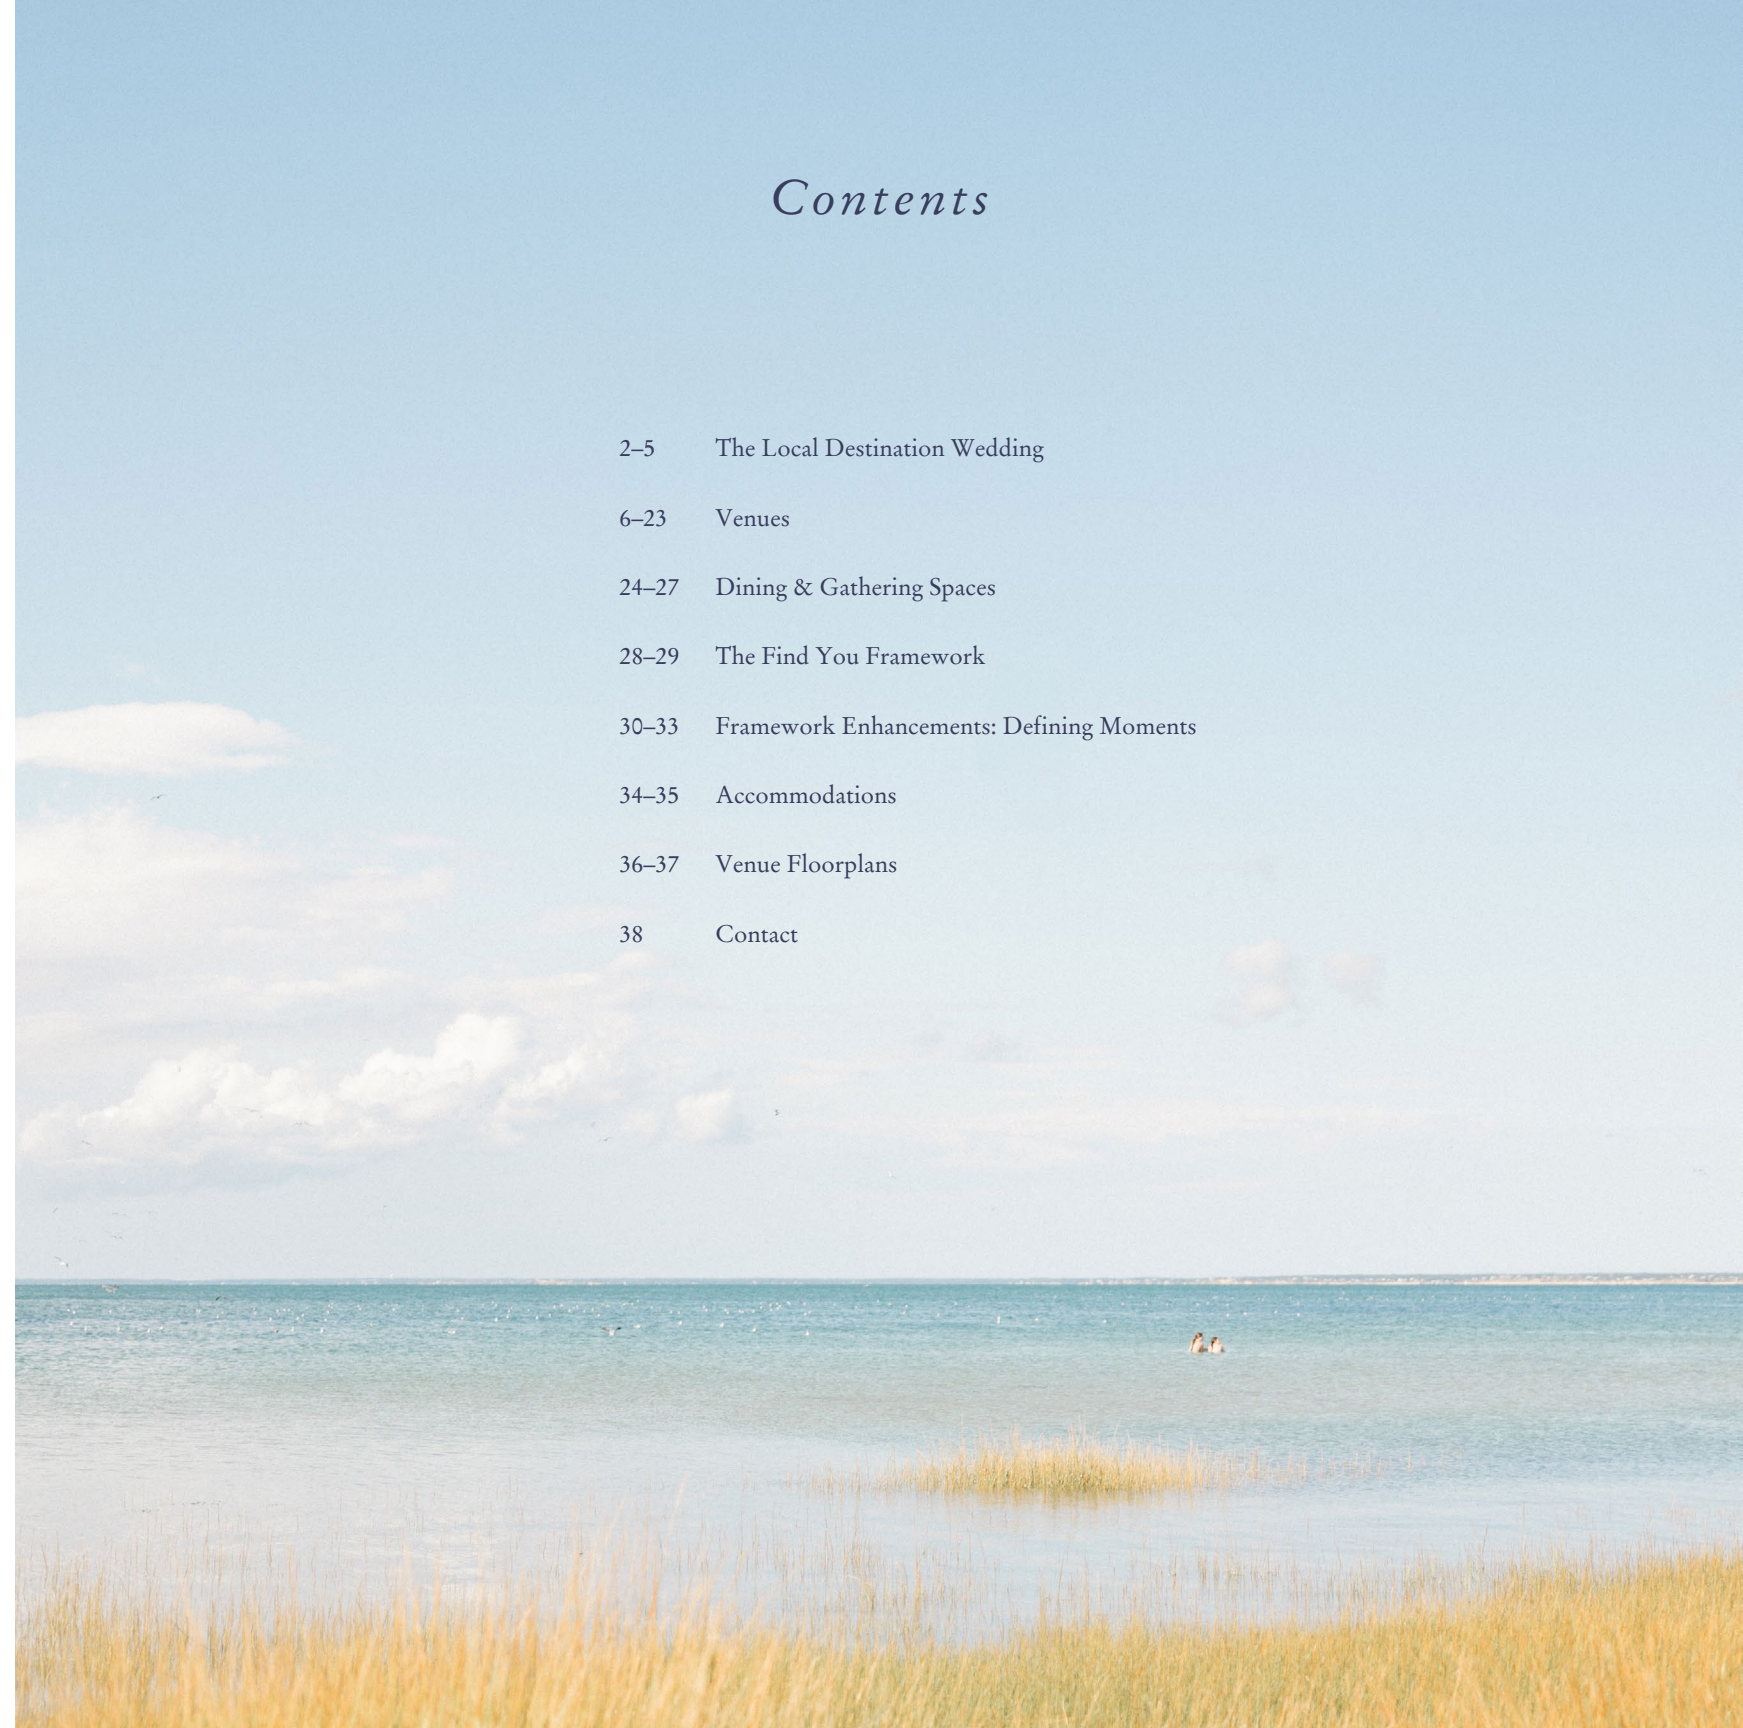 Contents
2–5 The Local Destination Wedding
6–23 Venues
24–27 Dining & Gathering Spaces
28–29 The Find You Framework
30–33 Framework Enhancements: Defining Moments
34–35 Accommodations
36–37 Venue Floorplans
38 Contact